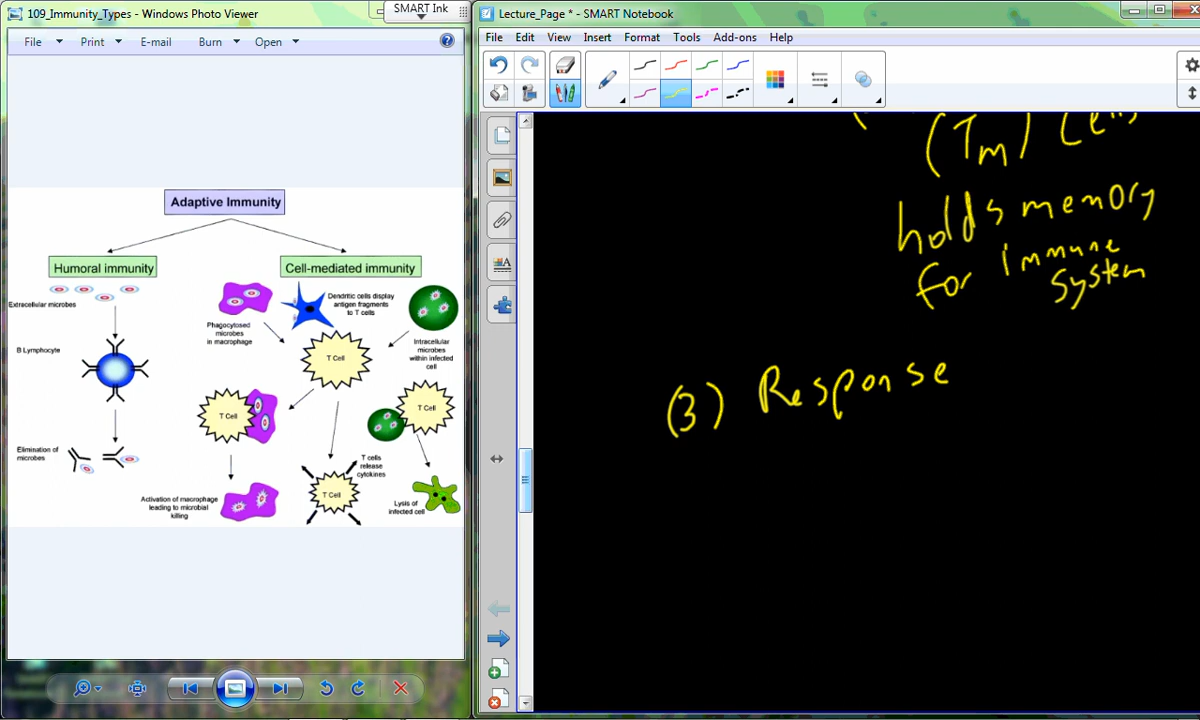 109_Immunity_Types - Windows Photo Viewer
SMART Ink
File Print E-mail Burn Open
Adaptive Immunity
Humoral immunity
Cell-mediated immunity
Extracellular microbes
Dendritic cells display
antigen fragments
to T cells
Phagocytosed
microbes
in macrophage
T Cell
Intracellular
microbes
within infected
cell
B Lymphocyte
T Cell
T Cell
Elimination of
microbes
T cells
release
cytokines
T Cell
Activation of macrophage
leading to microbial
killing
Lysis of
infected cell
Lecture_Page * - SMART Notebook
File Edit View Insert Format Tools Add-ons Help
(TM) Cells
holds memory
for immune
system
(3) Response